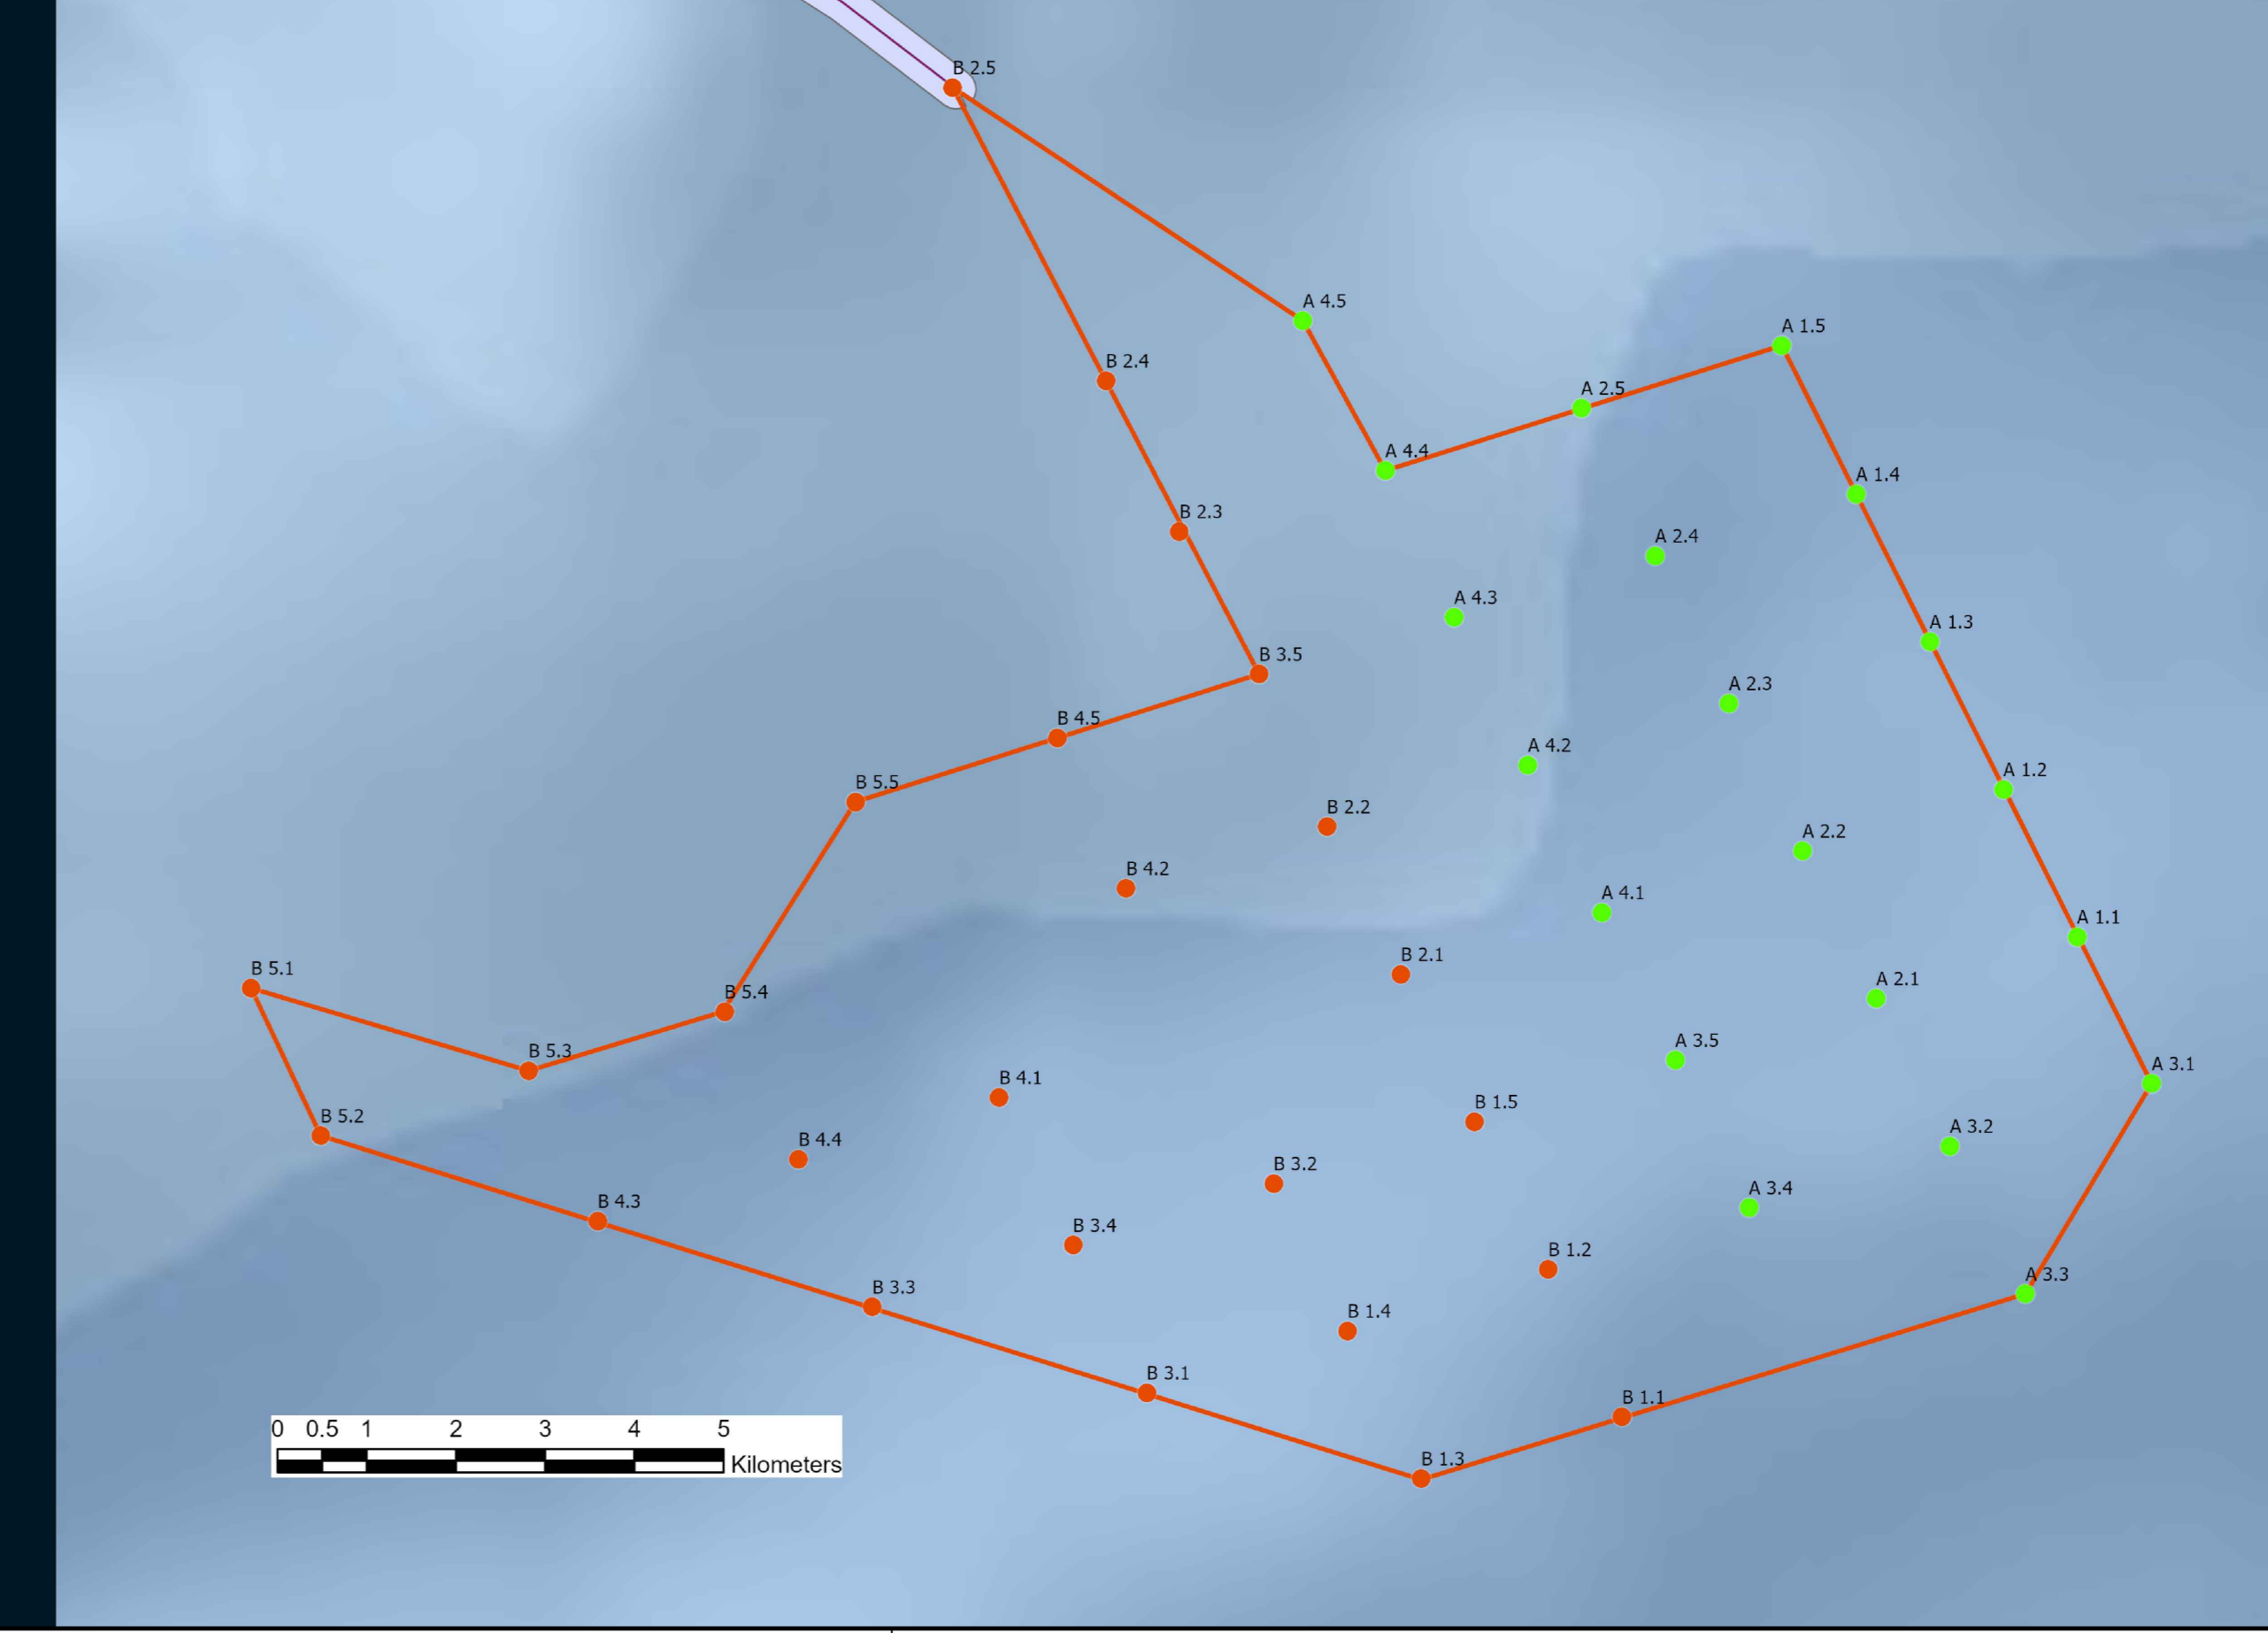 B 2.5
A 4.5
A 1.5
B 2.4
A 2.5
A 4.4
A 1.4
B 2.3
A 2.4
A 4.3
A 1.3
B 3.5
A 2.3
B 4.5
A 4.2
A 1.2
B 5.5
B 2.2
A 2.2
B 4.2
A 4.1
A 1.1
B 2.1
B 5.1
A 2.1
B 5.4
A 3.5
B 5.3
A 3.1
B 4.1
B 1.5
B 5.2
A 3.2
B 4.4
B 3.2
A 3.4
B 4.3
B 3.4
B 1.2
A 3.3
B 3.3
B 1.4
B 3.1
B 1.1
0 0.5 1 2 3 4 5
B 1.3
Kilometers